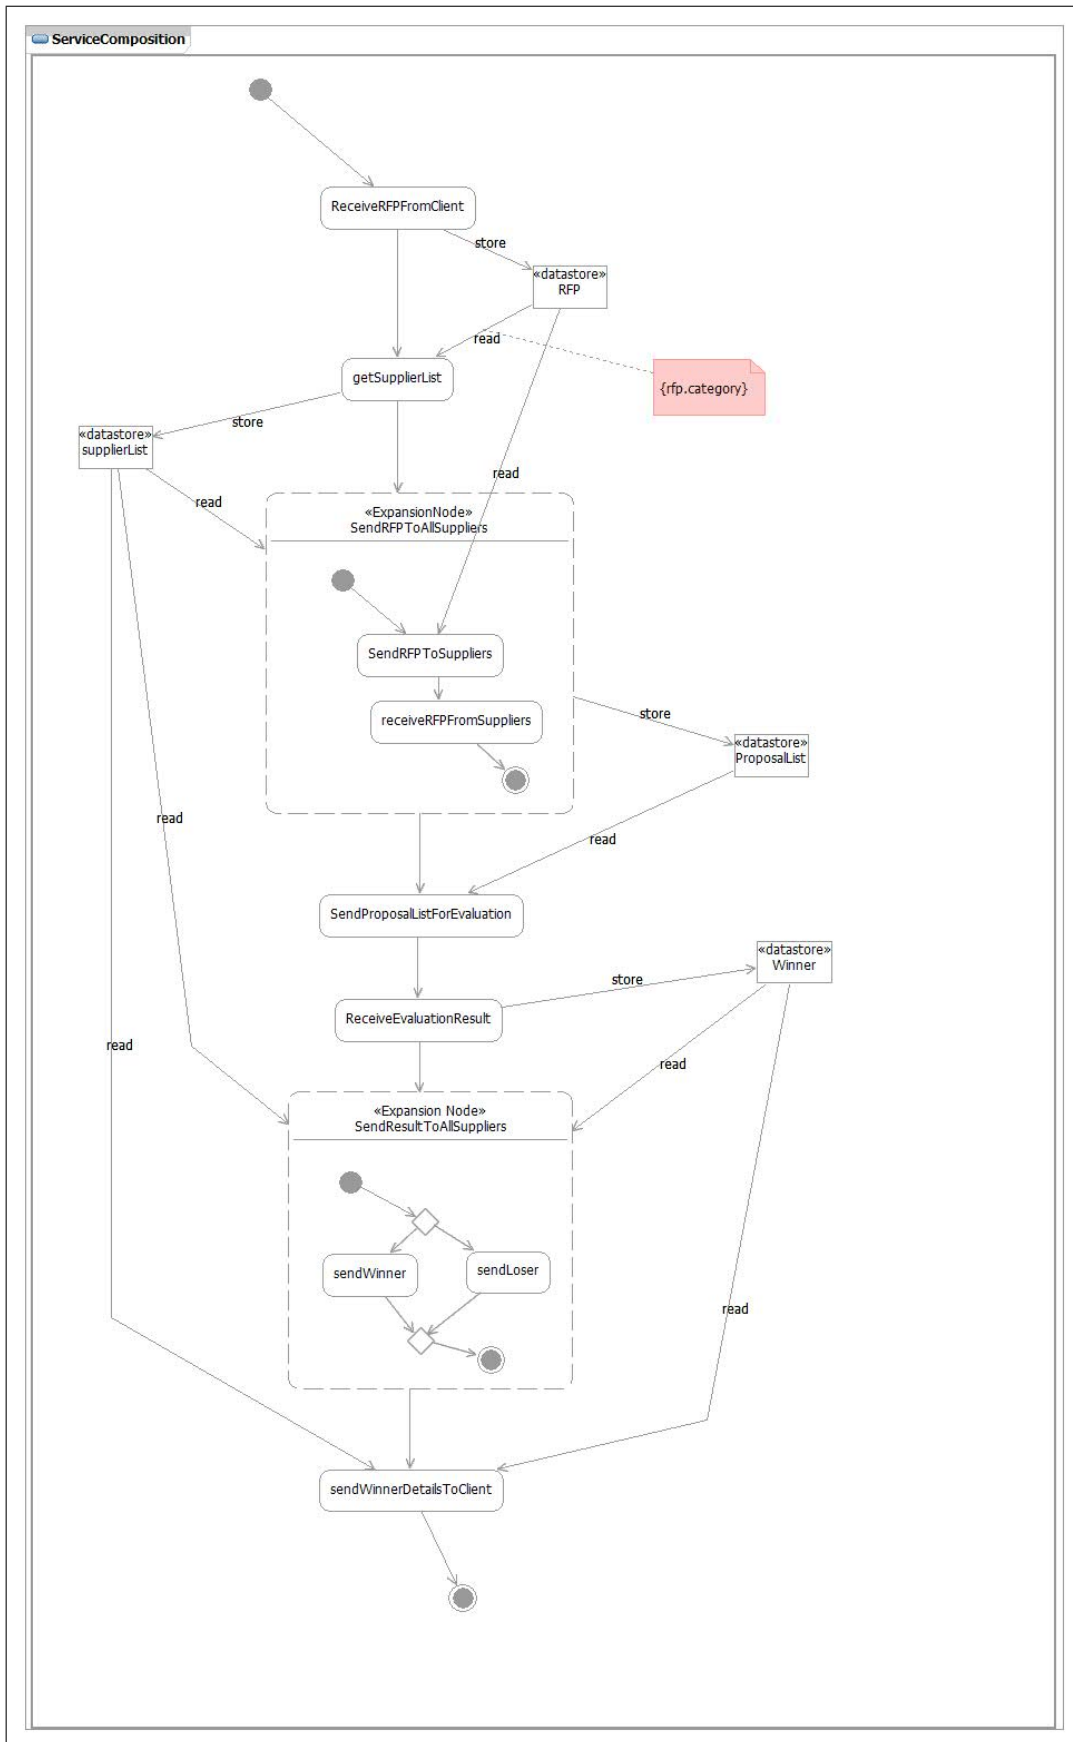 ServiceComposition
ReceiveRFPFromClient
store
«datastore»
RFP
read
{rfp.category}
getSupplierList
store
«datastore»
supplierList
read
read
«ExpansionNode»
SendRFPToAllSuppliers
SendRFPToSuppliers
receiveRFPFromSuppliers
store
«datastore»
ProposalList
read
read
SendProposalListForEvaluation
«datastore»
Winner
store
ReceiveEvaluationResult
read
read
«Expansion Node»
SendResultToAllSuppliers
sendWinner
sendLoser
read
sendWinnerDetailsToClient